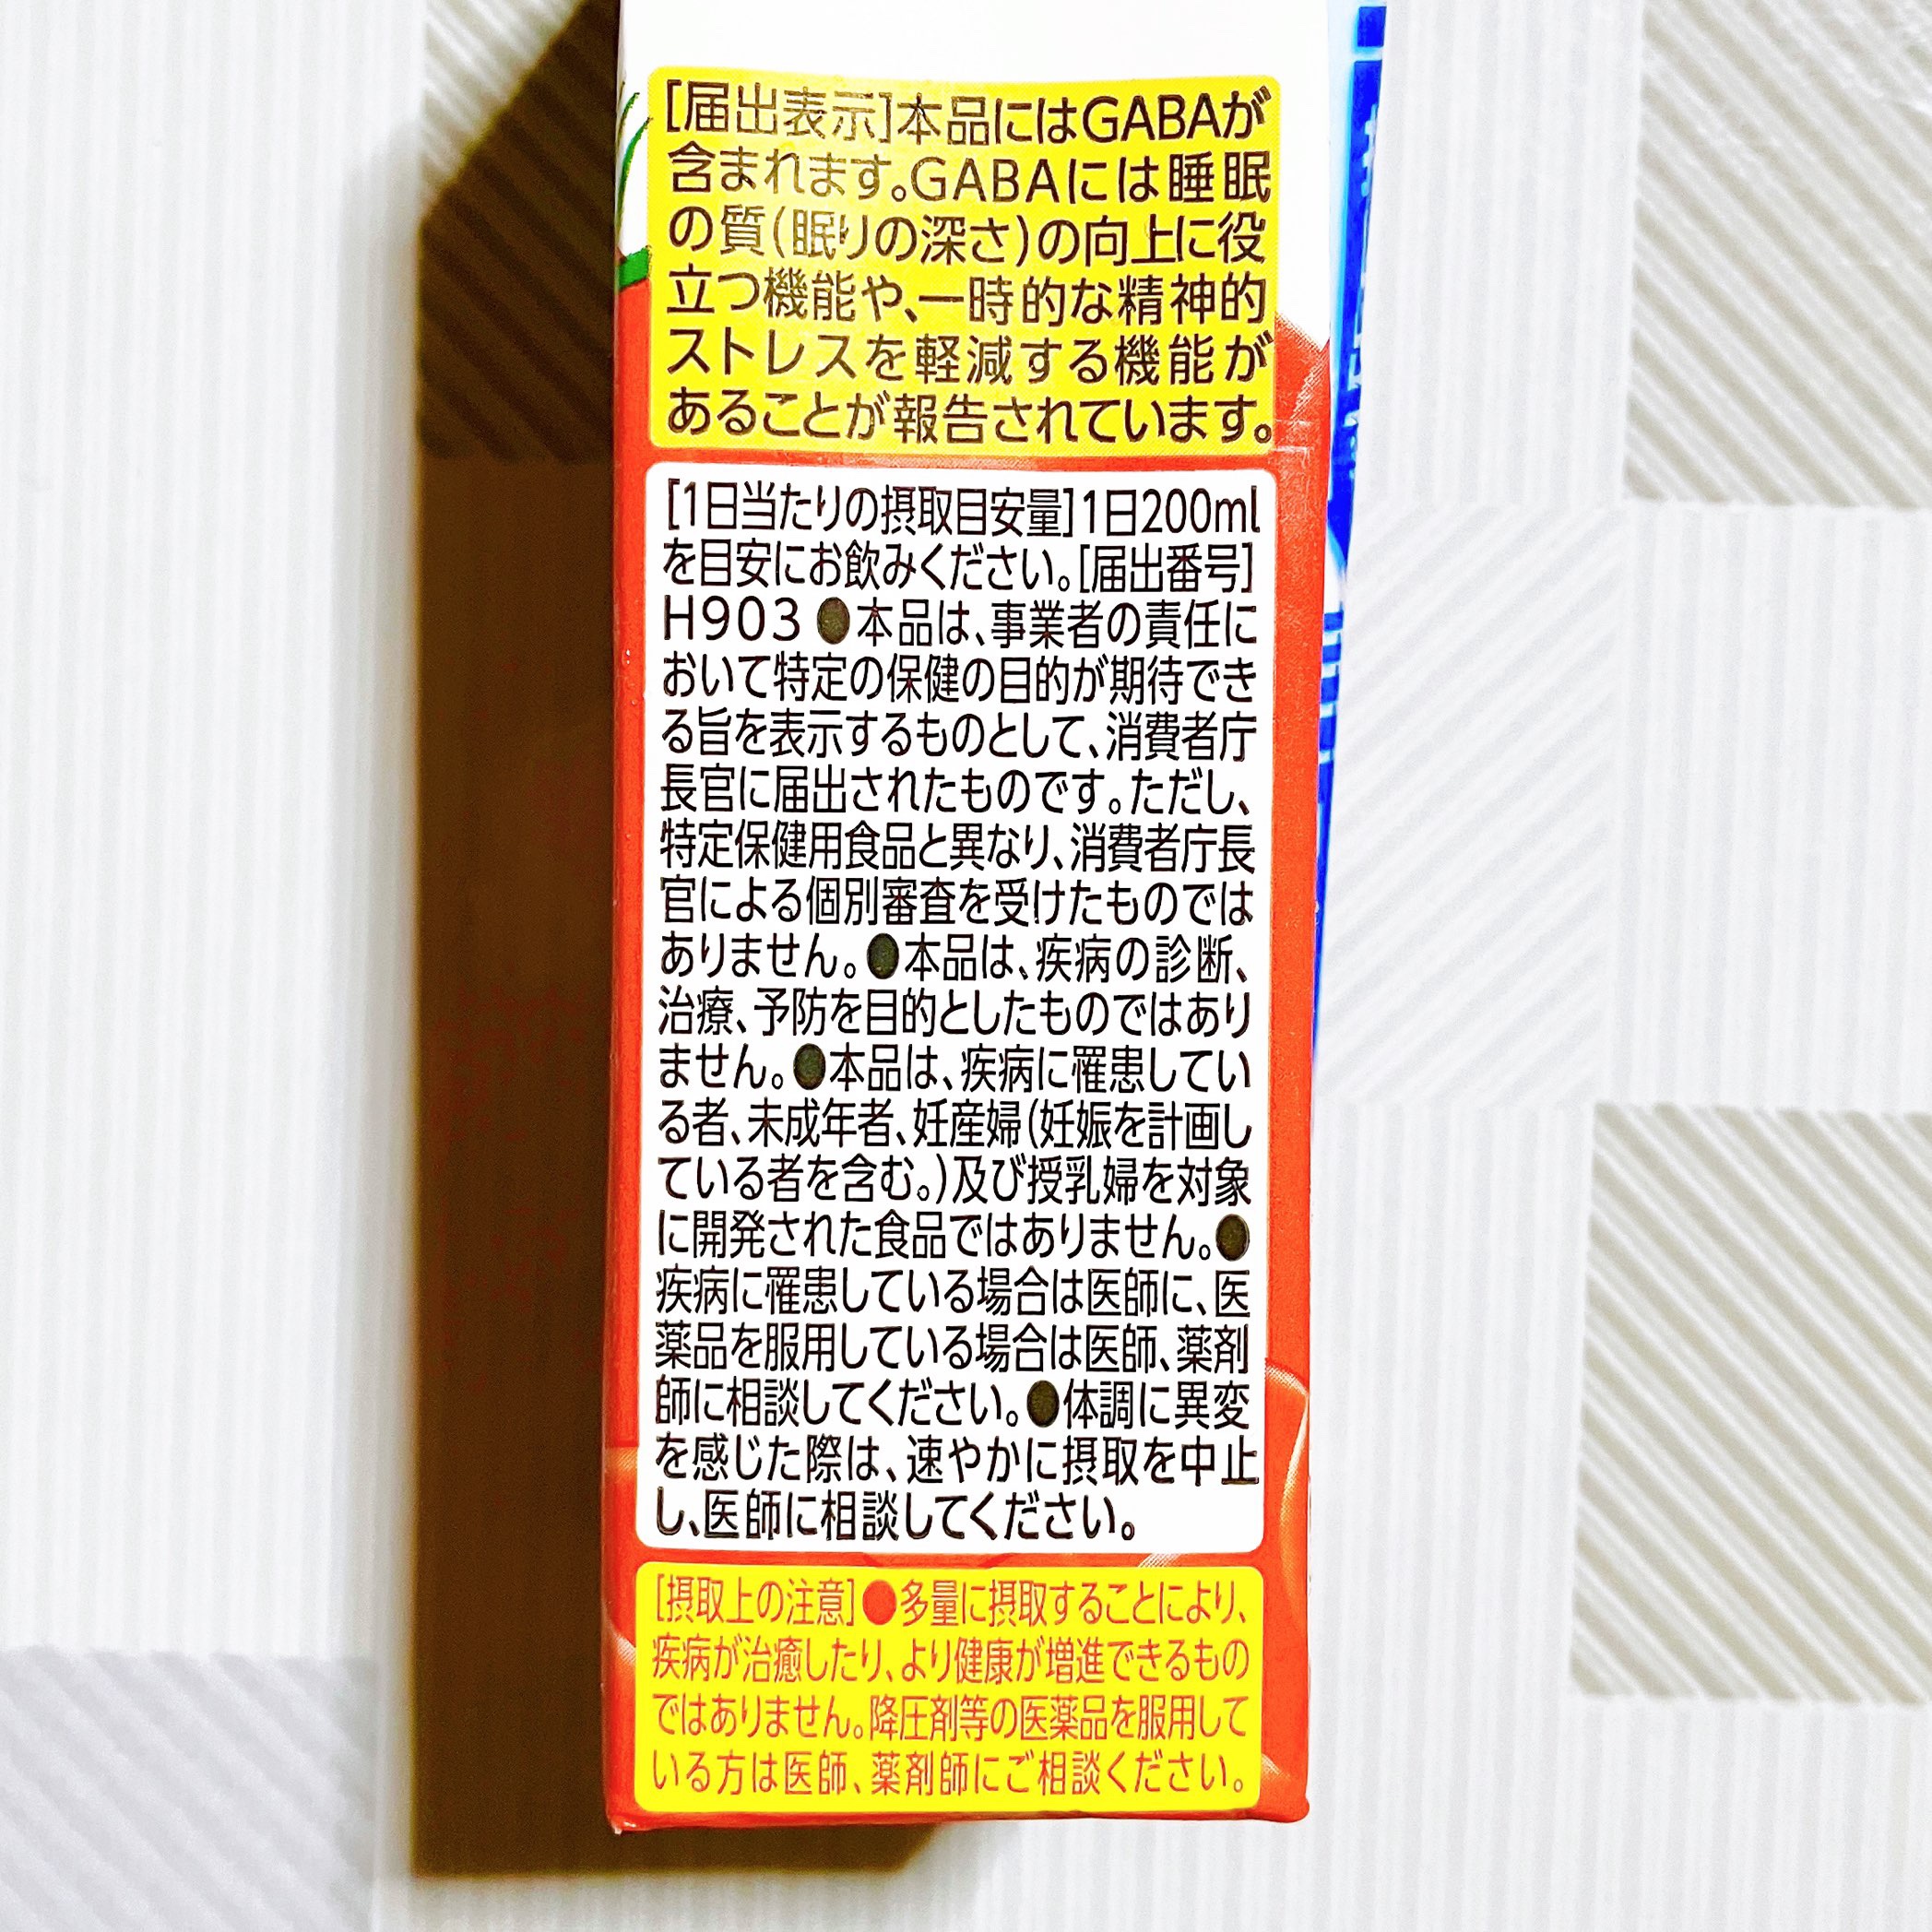 [届出表示]本品にはGABAが
含まれます。GABAには睡眠
の質(眠りの深さ)の向上に役
立つ機能や、一時的な精神的
ストレスを軽減する機能が
あることが報告されています。
[1日当たりの摂取目安量]1日200ml
を目安にお飲みください。[届出番号]
H903 ●本品は、事業者の責任に
おいて特定の保健の目的が期待でき
る旨を表示するものとして、消費者庁
長官に届出されたものです。ただし、
特定保健用食品と異なり、消費者庁長
官による個別審査を受けたものでは
ありません。●本品は、疾病の診断、
治療、予防を目的としたものではあり
ません。●本品は、疾病に罹患してい
る者、未成年者、妊産婦(妊娠を計画し
ている者を含む。)及び授乳婦を対象
に開発された食品ではありません。●
疾病に罹患している場合は医師に、医
薬品を服用している場合は医師、薬剤
師に相談してください。●体調に異変
を感じた際は、速やかに摂取を中止
し、医師に相談してください。
[摂取上の注意]●多量に摂取することにより、
疾病が治癒したり、より健康が増進できるもの
ではありません。降圧剤等の医薬品を服用して
いる方は医師、薬剤師にご相談ください。